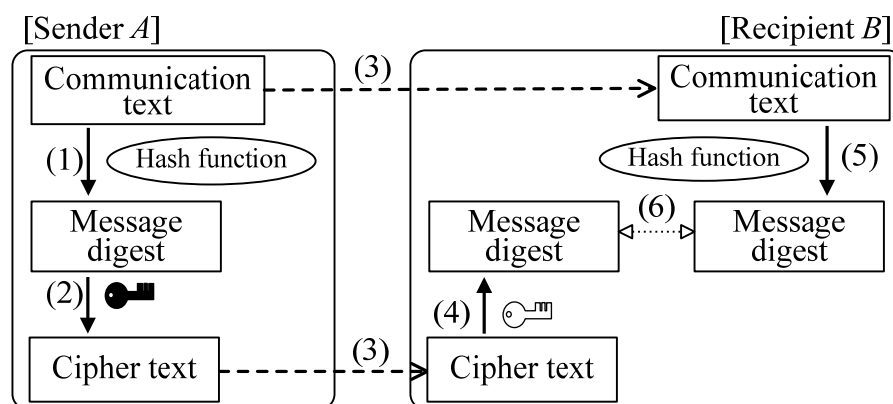 [Sender A]
[Recipient B]
Communication
text
(3)
Communication
text
(1)
Hash function
Hash function
(5)
Message
digest
Message
digest
(6)
Message
digest
(2)
(4)
Cipher text
(3)
Cipher text